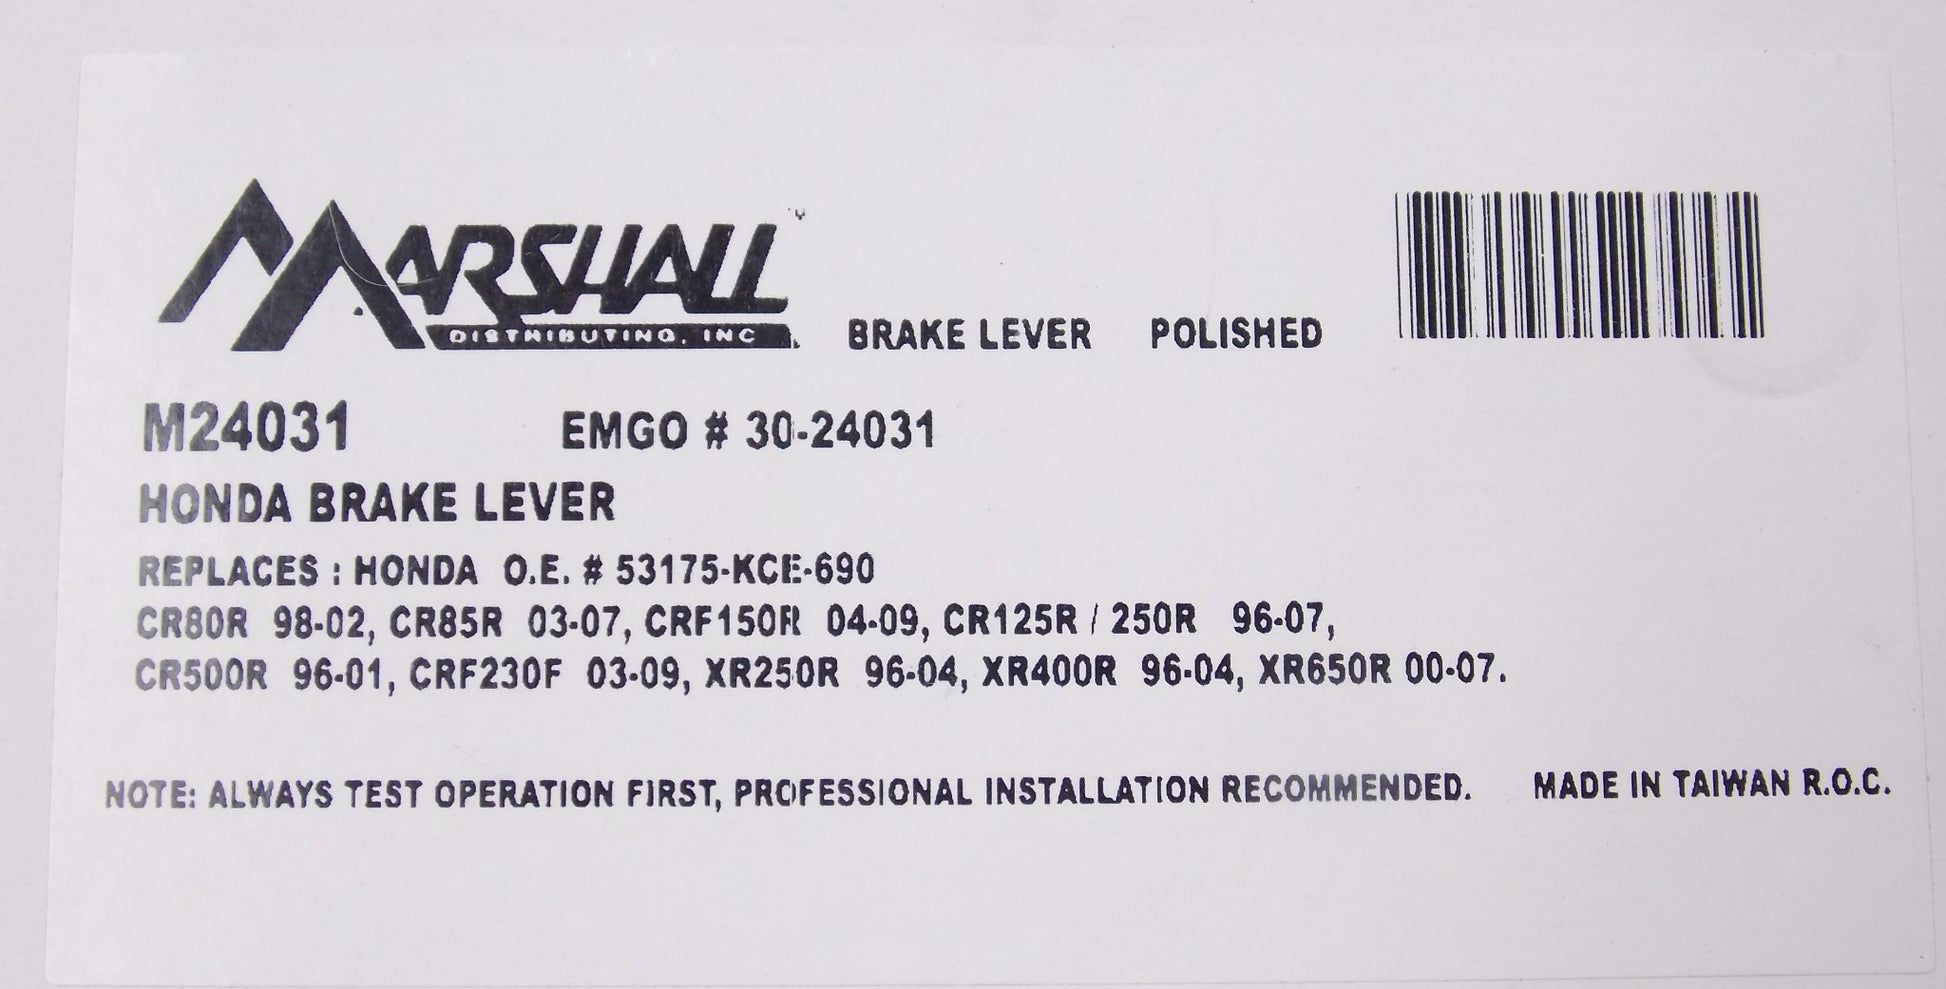 MARSHALL™
DISTRIBUTING, INC.
BRAKE LEVER POLISHED
M24031 EMGO # 30-24031
HONDA BRAKE LEVER
REPLACES : HONDA O.E. # 53175-KCE-690
CR80R 98-02, CR85R 03-07, CRF150R 04-09, CR125R / 250R 96-07,
CR500R 96-01, CRF230F 03-09, XR250R 96-04, XR400R 96-04, XR650R 00-07.
NOTE: ALWAYS TEST OPERATION FIRST, PROFESSIONAL INSTALLATION RECOMMENDED. MADE IN TAIWAN R.O.C.